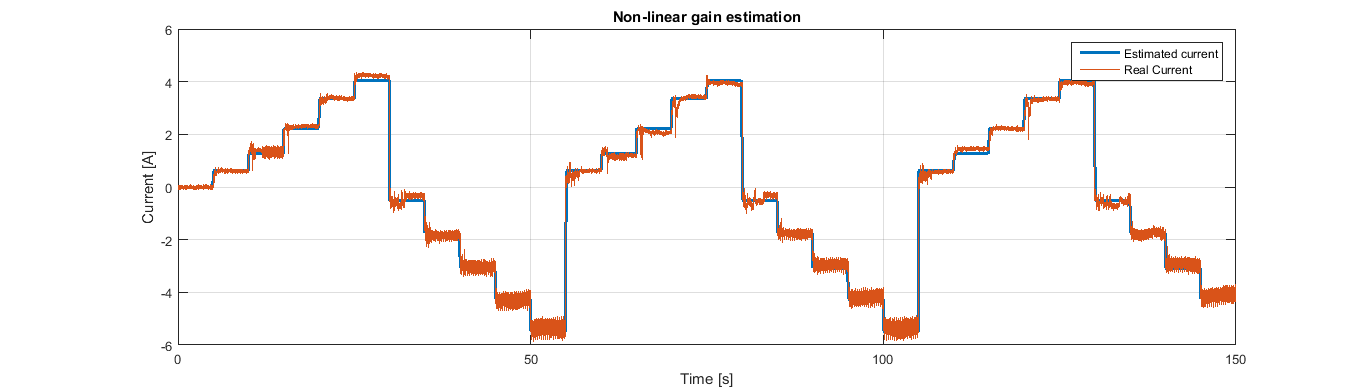 Non-linear gain estimation
Estimated current
Real Current
Current [A]
6
4
2
0
-2
-4
-6
0
50
100
150
Time [s]